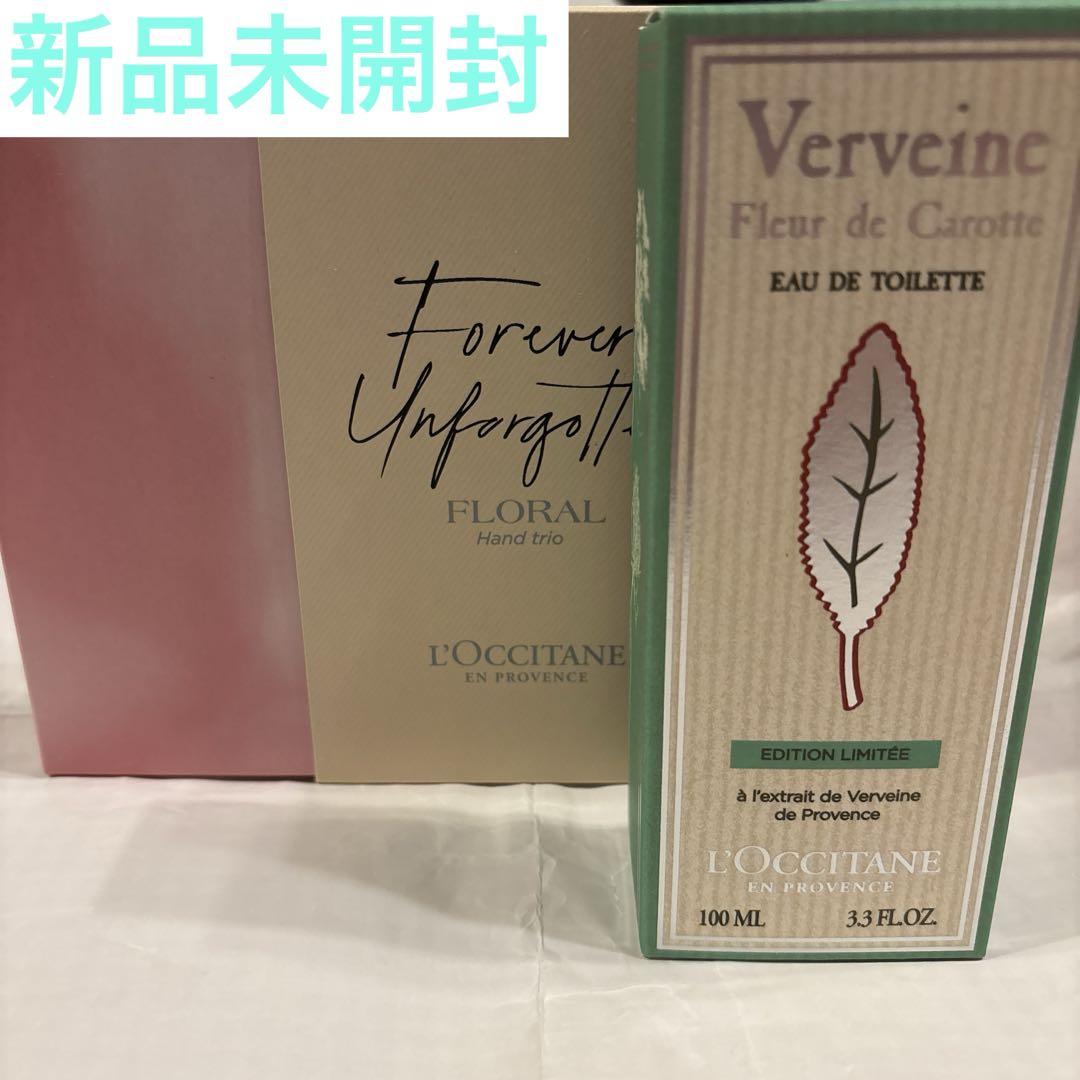 新品未開封
Forever
Unforgotte
FLORAL
Hand trio
L'OCCITANE
EN PROVENCE
Verveine
Fleur de Carotte
EAU DE TOILETTE
EDITION LIMITÉE
à l'extrait de Verveine
de Provence
L'OCCITANE
EN PROVENCE
100 ML 3.3 FL.OZ.